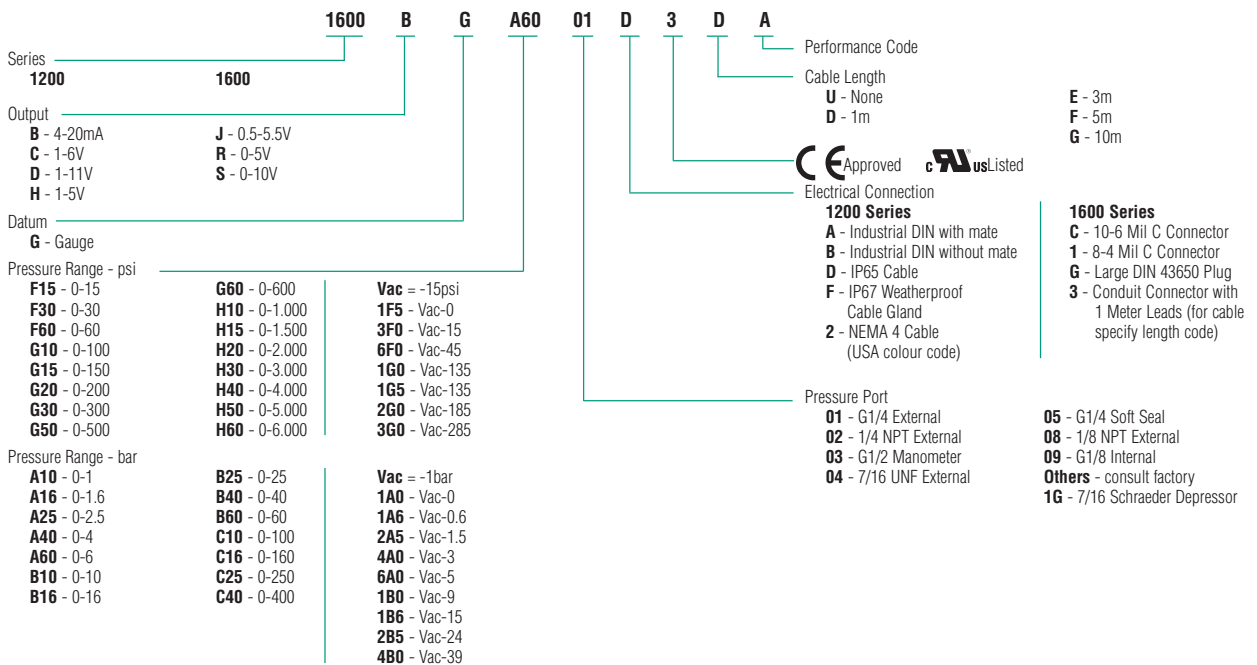 1600 B G A60 01 D 3 D A
Series
1200 1600
Output
B - 4-20mA J - 0.5-5.5V
C - 1-6V R - 0-5V
D - 1-11V S - 0-10V
H - 1-5V
Datum
G - Gauge
Pressure Range - psi
F15 - 0-15 G60 - 0-600 Vac = -15psi
F30 - 0-30 H10 - 0-1.000 1F5 - Vac-0
F60 - 0-60 H15 - 0-1.500 3F0 - Vac-15
G10 - 0-100 H20 - 0-2.000 6F0 - Vac-45
G15 - 0-150 H30 - 0-3.000 1G0 - Vac-135
G20 - 0-200 H40 - 0-4.000 1G5 - Vac-135
G30 - 0-300 H50 - 0-5.000 2G0 - Vac-185
G50 - 0-500 H60 - 0-6.000 3G0 - Vac-285
Pressure Range - bar
A10 - 0-1 B25 - 0-25 Vac = -1bar
A16 - 0-1.6 B40 - 0-40 1A0 - Vac-0
A25 - 0-2.5 B60 - 0-60 1A6 - Vac-0.6
A40 - 0-4 C10 - 0-100 2A5 - Vac-1.5
A60 - 0-6 C16 - 0-160 4A0 - Vac-3
B10 - 0-10 C25 - 0-250 6A0 - Vac-5
B16 - 0-16 C40 - 0-400 1B0 - Vac-9
1B6 - Vac-15
2B5 - Vac-24
4B0 - Vac-39
Performance Code
Cable Length
U - None E - 3m
D - 1m F - 5m
G - 10m
CE Approved c RU ® us Listed
Electrical Connection
1200 Series
A - Industrial DIN with mate
B - Industrial DIN without mate
D - IP65 Cable
F - IP67 Weatherproof
Cable Gland
2 - NEMA 4 Cable
(USA colour code)
1600 Series
C - 10-6 Mil C Connector
1 - 8-4 Mil C Connector
G - Large DIN 43650 Plug
3 - Conduit Connector with
1 Meter Leads (for cable
specify length code)
Pressure Port
01 - G1/4 External 05 - G1/4 Soft Seal
02 - 1/4 NPT External 08 - 1/8 NPT External
03 - G1/2 Manometer 09 - G1/8 Internal
04 - 7/16 UNF External Others - consult factory
1G - 7/16 Schraeder Depressor